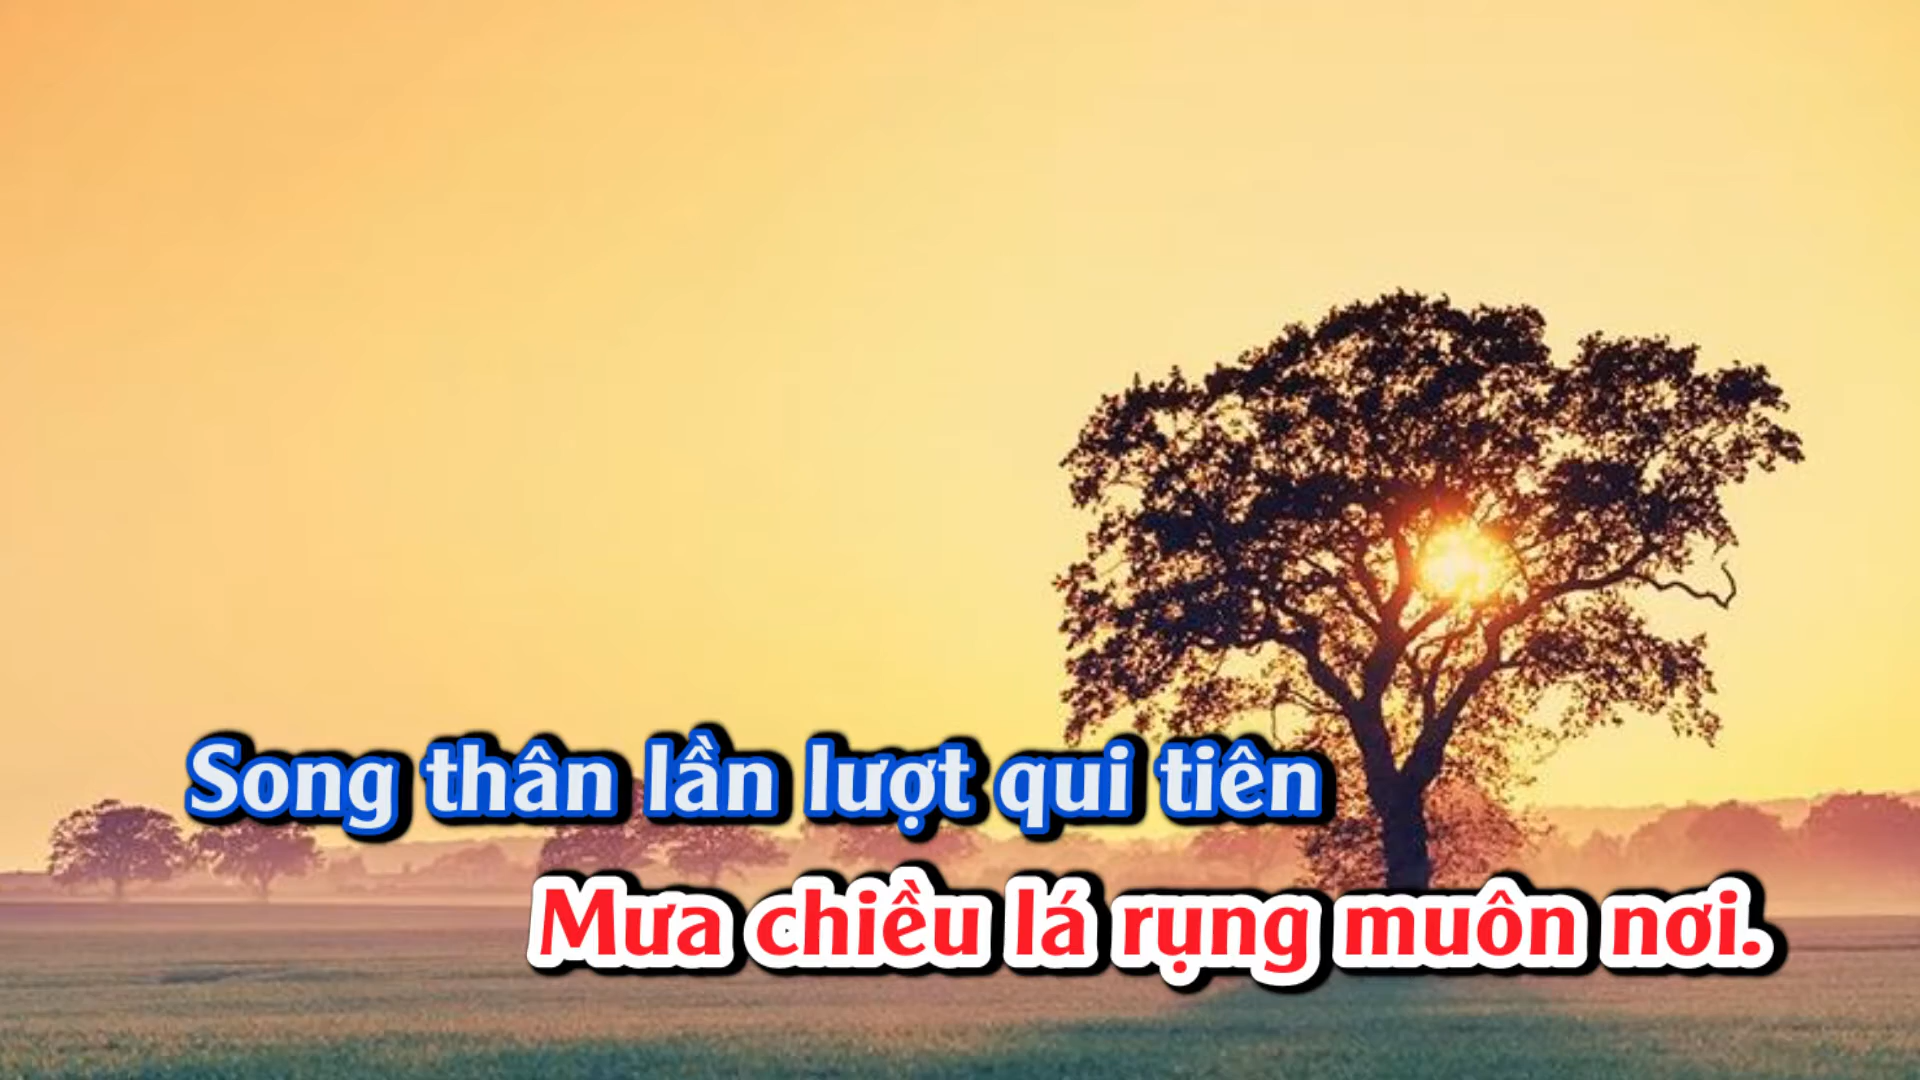 Song thân lần lượt qui tiên
Mưa chiều lá rụng muôn nơi.